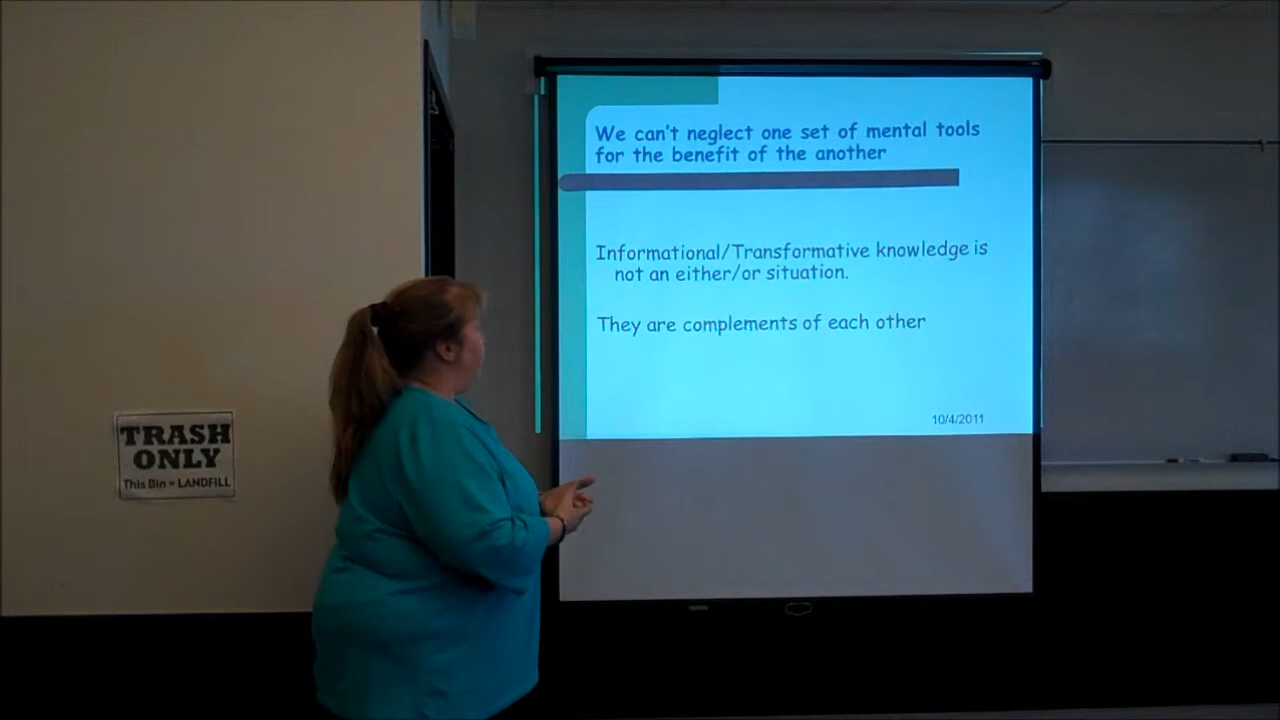 We can't neglect one set of mental tools
for the benefit of the another
Informational/Transformative knowledge is
not an either/or situation.
They are complements of each other
10/4/2011
TRASH
ONLY
This Bin = LANDFILL